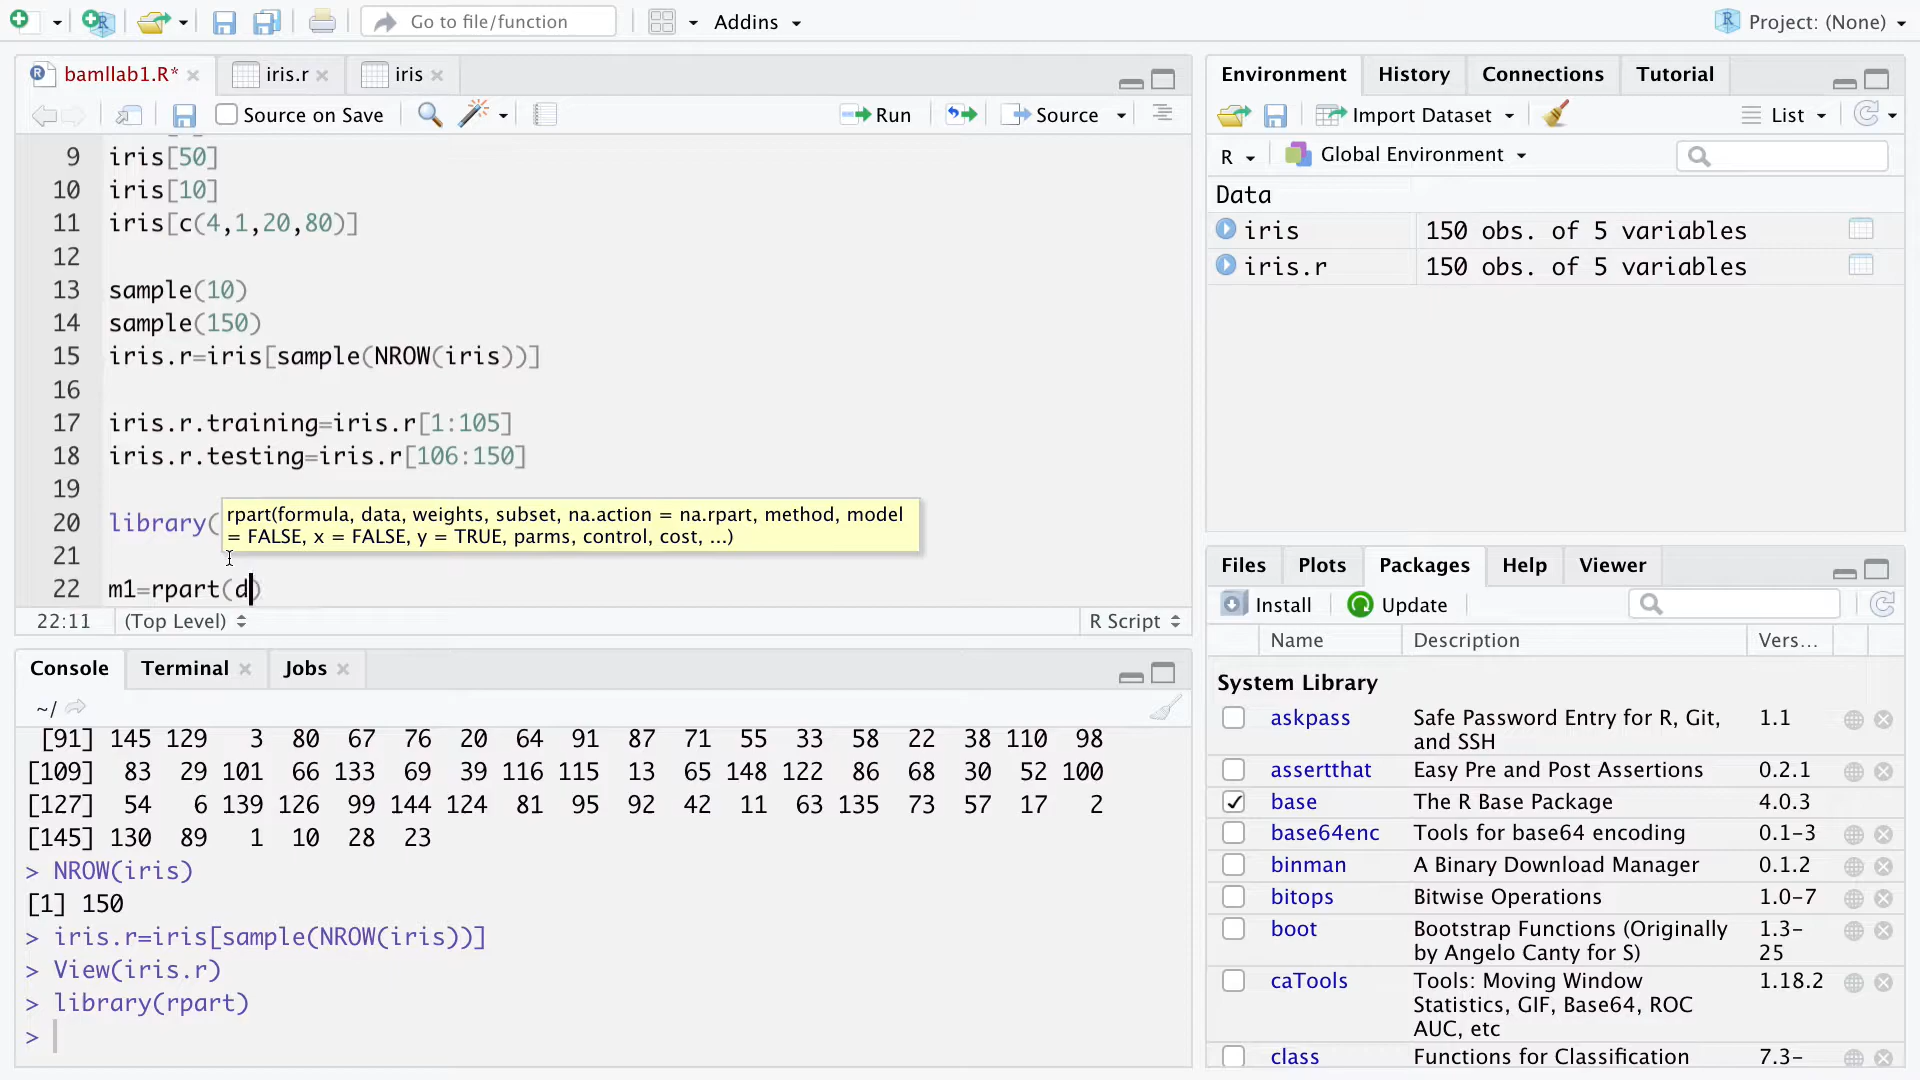 Go to file/function
Addins
Project: (None)
bamllab1.R*
iris.r
iris
Source on Save
Run
Source
9 iris[50]
10 iris[10]
11 iris[c(4,1,20,80)]
12
13 sample(10)
14 sample(150)
15 iris.r=iris[sample(NROW(iris))]
16
17 iris.r.training=iris.r[1:105]
18 iris.r.testing=iris.r[106:150]
19
20 library(
rpart(formula, data, weights, subset, na.action = na.rpart, method, model
= FALSE, x = FALSE, y = TRUE, parms, control, cost, ...)
21
22 m1=rpart(d)
22:11 (Top Level) R Script
Console Terminal Jobs
~/
[91] 145 129 3 80 67 76 20 64 91 87 71 55 33 58 22 38 110 98
[109] 83 29 101 66 133 69 39 116 115 13 65 148 122 86 68 30 52 100
[127] 54 6 139 126 99 144 124 81 95 92 42 11 63 135 73 57 17 2
[145] 130 89 1 10 28 23
> NROW(iris)
[1] 150
> iris.r=iris[sample(NROW(iris))]
> View(iris.r)
> library(rpart)
>
Environment History Connections Tutorial
Import Dataset List
R Global Environment
Data
iris 150 obs. of 5 variables
iris.r 150 obs. of 5 variables
Files Plots Packages Help Viewer
Install Update
Name Description Vers...
System Library
askpass Safe Password Entry for R, Git, 1.1
and SSH
assertthat Easy Pre and Post Assertions 0.2.1
base The R Base Package 4.0.3
base64enc Tools for base64 encoding 0.1-3
binman A Binary Download Manager 0.1.2
bitops Bitwise Operations 1.0-7
boot Bootstrap Functions (Originally 1.3-
by Angelo Canty for S) 25
caTools Tools: Moving Window 1.18.2
Statistics, GIF, Base64, ROC
AUC, etc
class Functions for Classification 7.3-